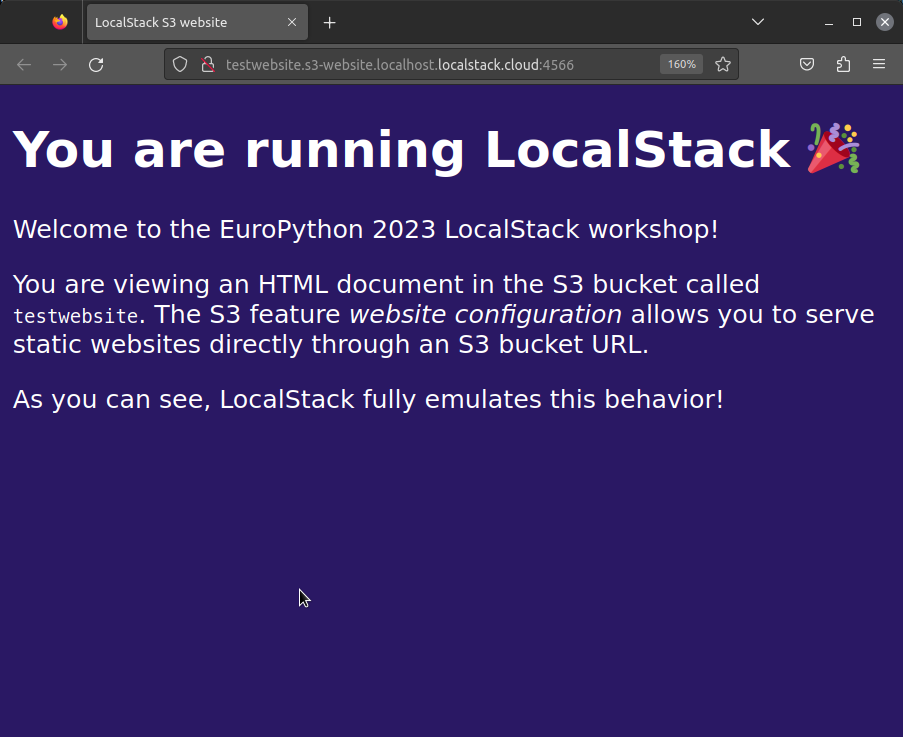 LocalStack S3 website
testwebsite.s3-website.localhost.localstack.cloud:4566
160%
You are running LocalStack 🎉
Welcome to the EuroPython 2023 LocalStack workshop!
You are viewing an HTML document in the S3 bucket called
testwebsite. The S3 feature website configuration allows you to serve
static websites directly through an S3 bucket URL.
As you can see, LocalStack fully emulates this behavior!